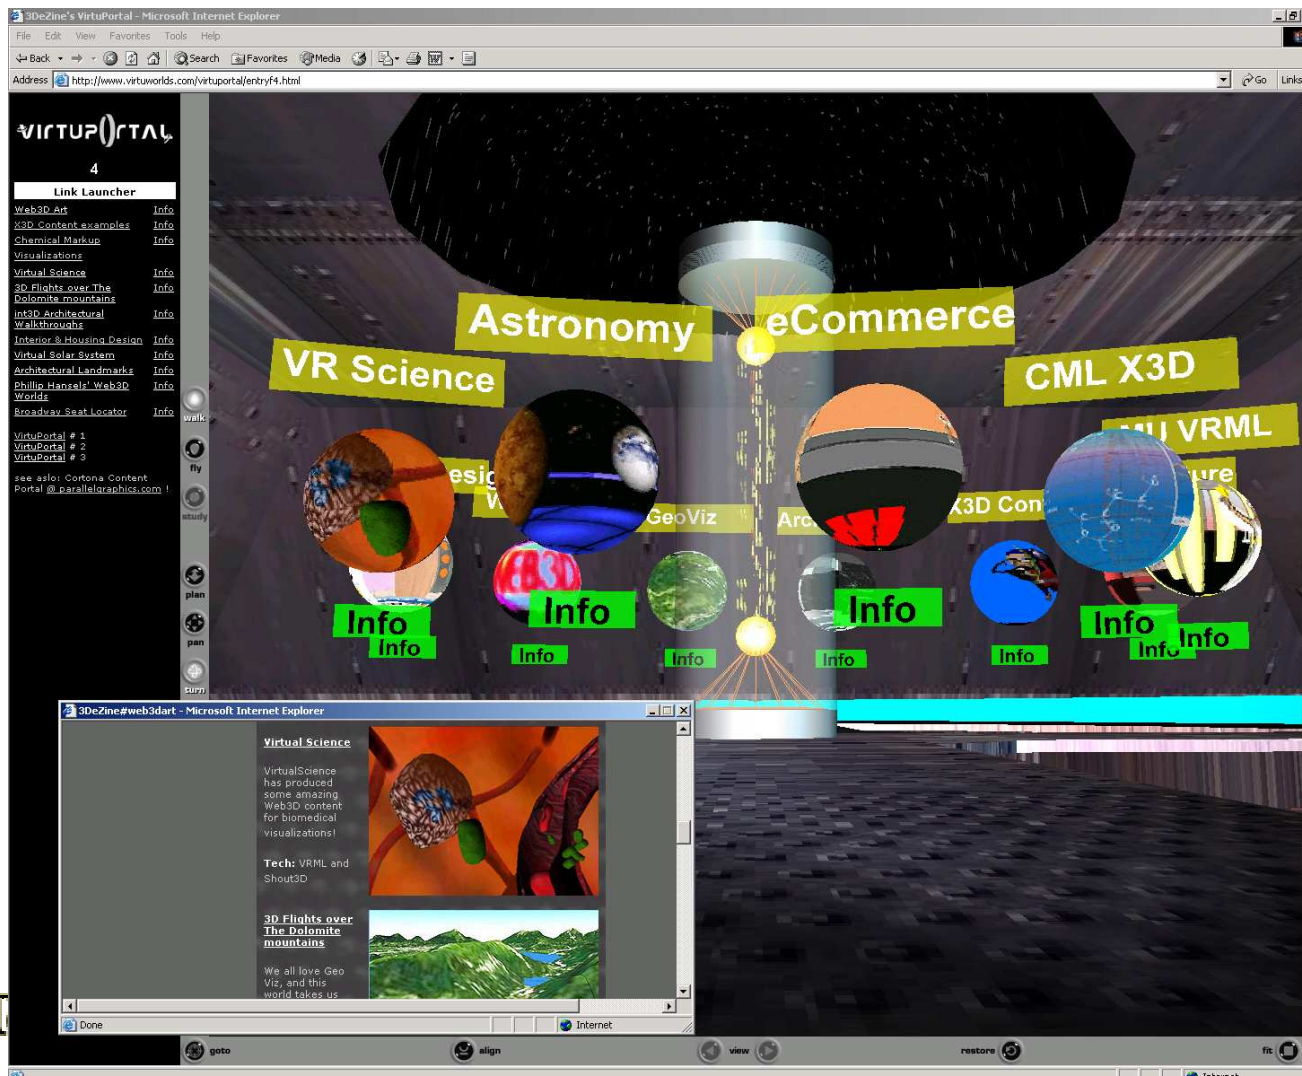 3DeZine's VirtuPortal - Microsoft Internet Explorer
File Edit View Favorites Tools Help
Back Search Favorites Media
Address http://www.virtuworlds.com/virtuportal/entryf4.html Go Links
VIRTUPORTAL
4
Link Launcher
Web3D Art Info
X3D Content examples Info
Chemical Markup Info
Visualizations
Virtual Science Info
3D Flights over The Info
Dolomite mountains
int3D Architectural Info
Walkthroughs
Interior & Housing Design Info
Virtual Solar System Info
Architectural Landmarks Info
Phillip Hansels' Web3D Info
Worlds
Broadway Seat Locator Info
VirtuPortal # 1
VirtuPortal # 2
VirtuPortal # 3
see aslo: Cortona Content
Portal @ parallelgraphics.com !
walk
fly
study
plan
pan
turn
Astronomy
eCommerce
VR Science
CML X3D
MU VRML
GeoViz
X3D Con
Info
Info
Info
Info
Info
Info
Info
Info
Info
Info
Info
3DeZine#web3dart - Microsoft Internet Explorer
Virtual Science
VirtualScience
has produced
some amazing
Web3D content
for biomedical
visualizations!
Tech: VRML and
Shout3D
3D Flights over
The Dolomite
mountains
We all love Geo
Viz, and this
world takes us
Done Internet
goto align view restore fit
Internet